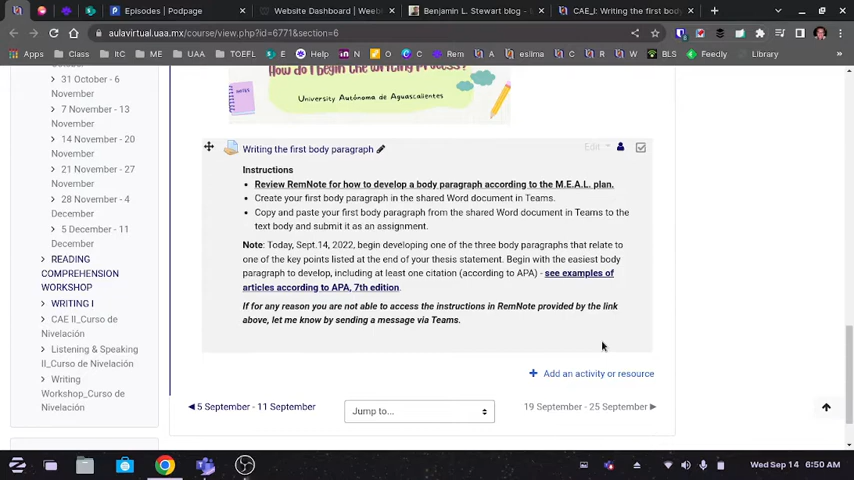 Episodes | Podpage
Website Dashboard | Weeb
Benjamin L. Stewart blog -
CAE_I: Writing the first body
aulavirtual.uaa.mx/course/view.php?id=6771&section=6
Apps
Class
ItC
ME
UAA
TOEFL
Help
N
O
C
Rem
R
eslima
W
BLS
Feedly
Library
31 October - 6
November
7 November - 13
November
14 November - 20
November
21 November - 27
November
28 November - 4
December
5 December - 11
December
READING
COMPREHENSION
WORKSHOP
WRITING I
CAE II_Curso de
Nivelación
Listening & Speaking
II_Curso de Nivelación
Writing
Workshop_Curso de
Nivelación
How do I begin the writing process?
NOTES
University Autónoma de Aguascalientes
Writing the first body paragraph
Edit
Instructions
Review RemNote for how to develop a body paragraph according to the M.E.A.L. plan.
Create your first body paragraph in the shared Word document in Teams.
Copy and paste your first body paragraph from the shared Word document in Teams to the
text body and submit it as an assignment.
Note: Today, Sept.14, 2022, begin developing one of the three body paragraphs that relate to
one of the key points listed at the end of your thesis statement. Begin with the easiest body
paragraph to develop, including at least one citation (according to APA) - see examples of
articles according to APA, 7th edition.
If for any reason you are not able to access the instructions in RemNote provided by the link
above, let me know by sending a message via Teams.
+ Add an activity or resource
◀ 5 September - 11 September
Jump to...
19 September - 25 September ▶
Wed Sep 14
6:50 AM